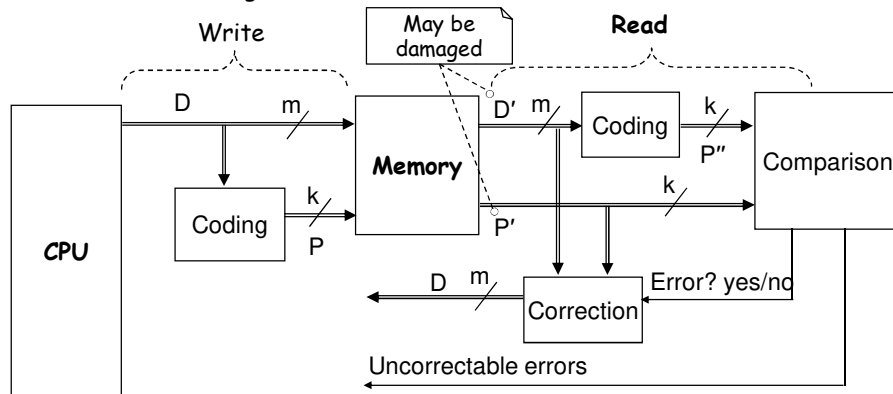 Write
May be
damaged
Read
D
m
D′
m
Coding
k
P″
Comparison
Memory
CPU
Coding
k
P
P′
k
D
m
Correction
Error? yes/no
Uncorrectable errors